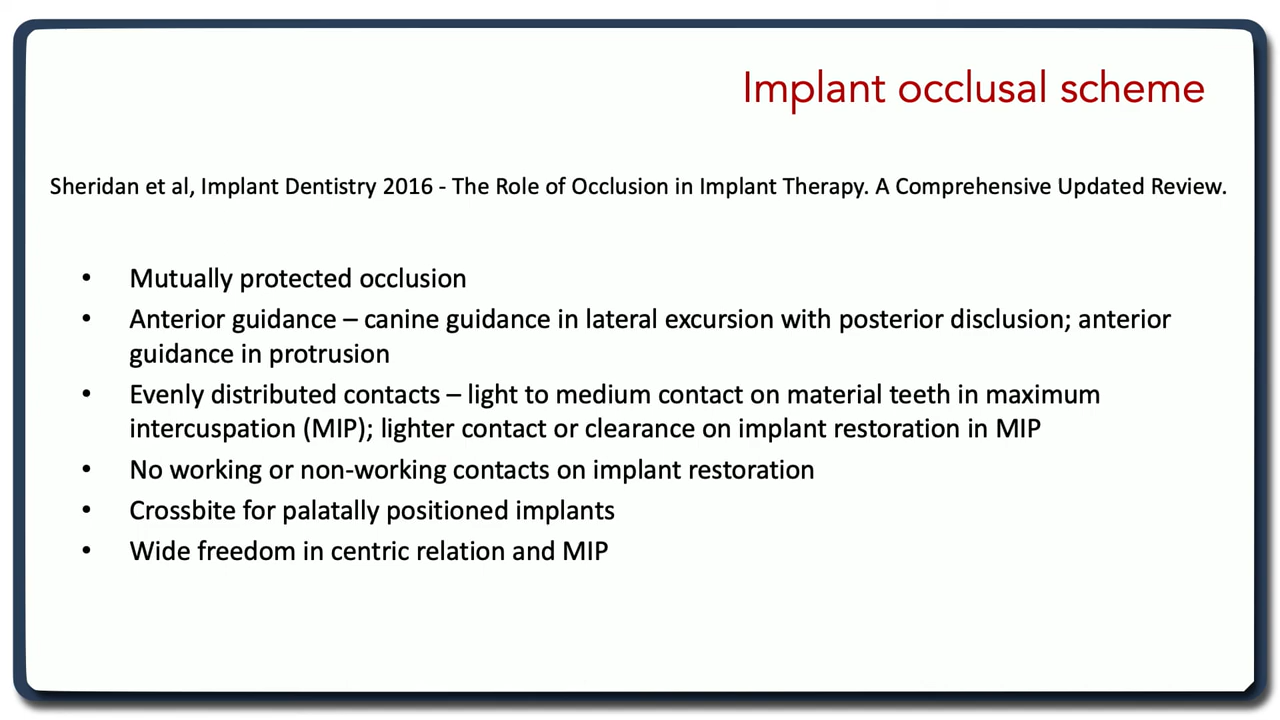 Implant occlusal scheme
Sheridan et al, Implant Dentistry 2016 - The Role of Occlusion in Implant Therapy. A Comprehensive Updated Review.
• Mutually protected occlusion
• Anterior guidance – canine guidance in lateral excursion with posterior disclusion; anterior
guidance in protrusion
• Evenly distributed contacts – light to medium contact on material teeth in maximum
intercuspation (MIP); lighter contact or clearance on implant restoration in MIP
• No working or non-working contacts on implant restoration
• Crossbite for palatally positioned implants
• Wide freedom in centric relation and MIP